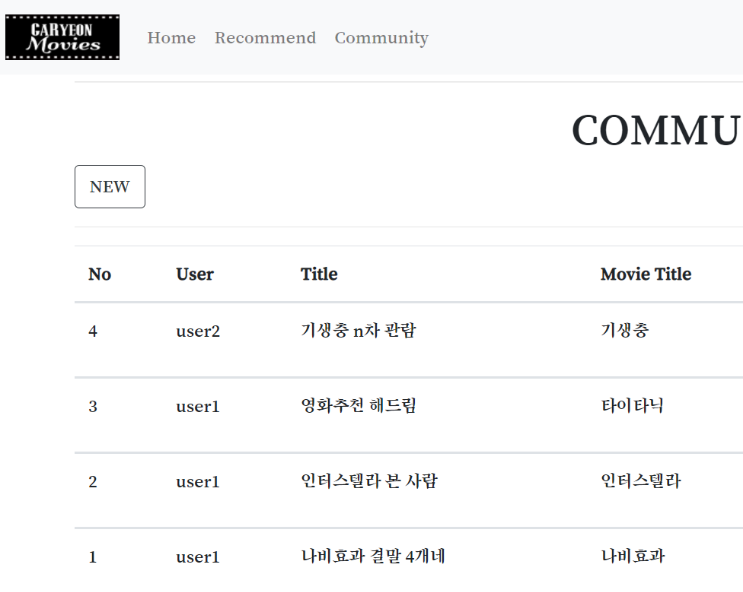 GARYEON
Movies
Home Recommend Community
COMMU
NEW
No User Title Movie Title
4 user2 기생충 n차 관람 기생충
3 user1 영화추천 해드림 타이타닉
2 user1 인터스텔라 본 사람 인터스텔라
1 user1 나비효과 결말 4개네 나비효과